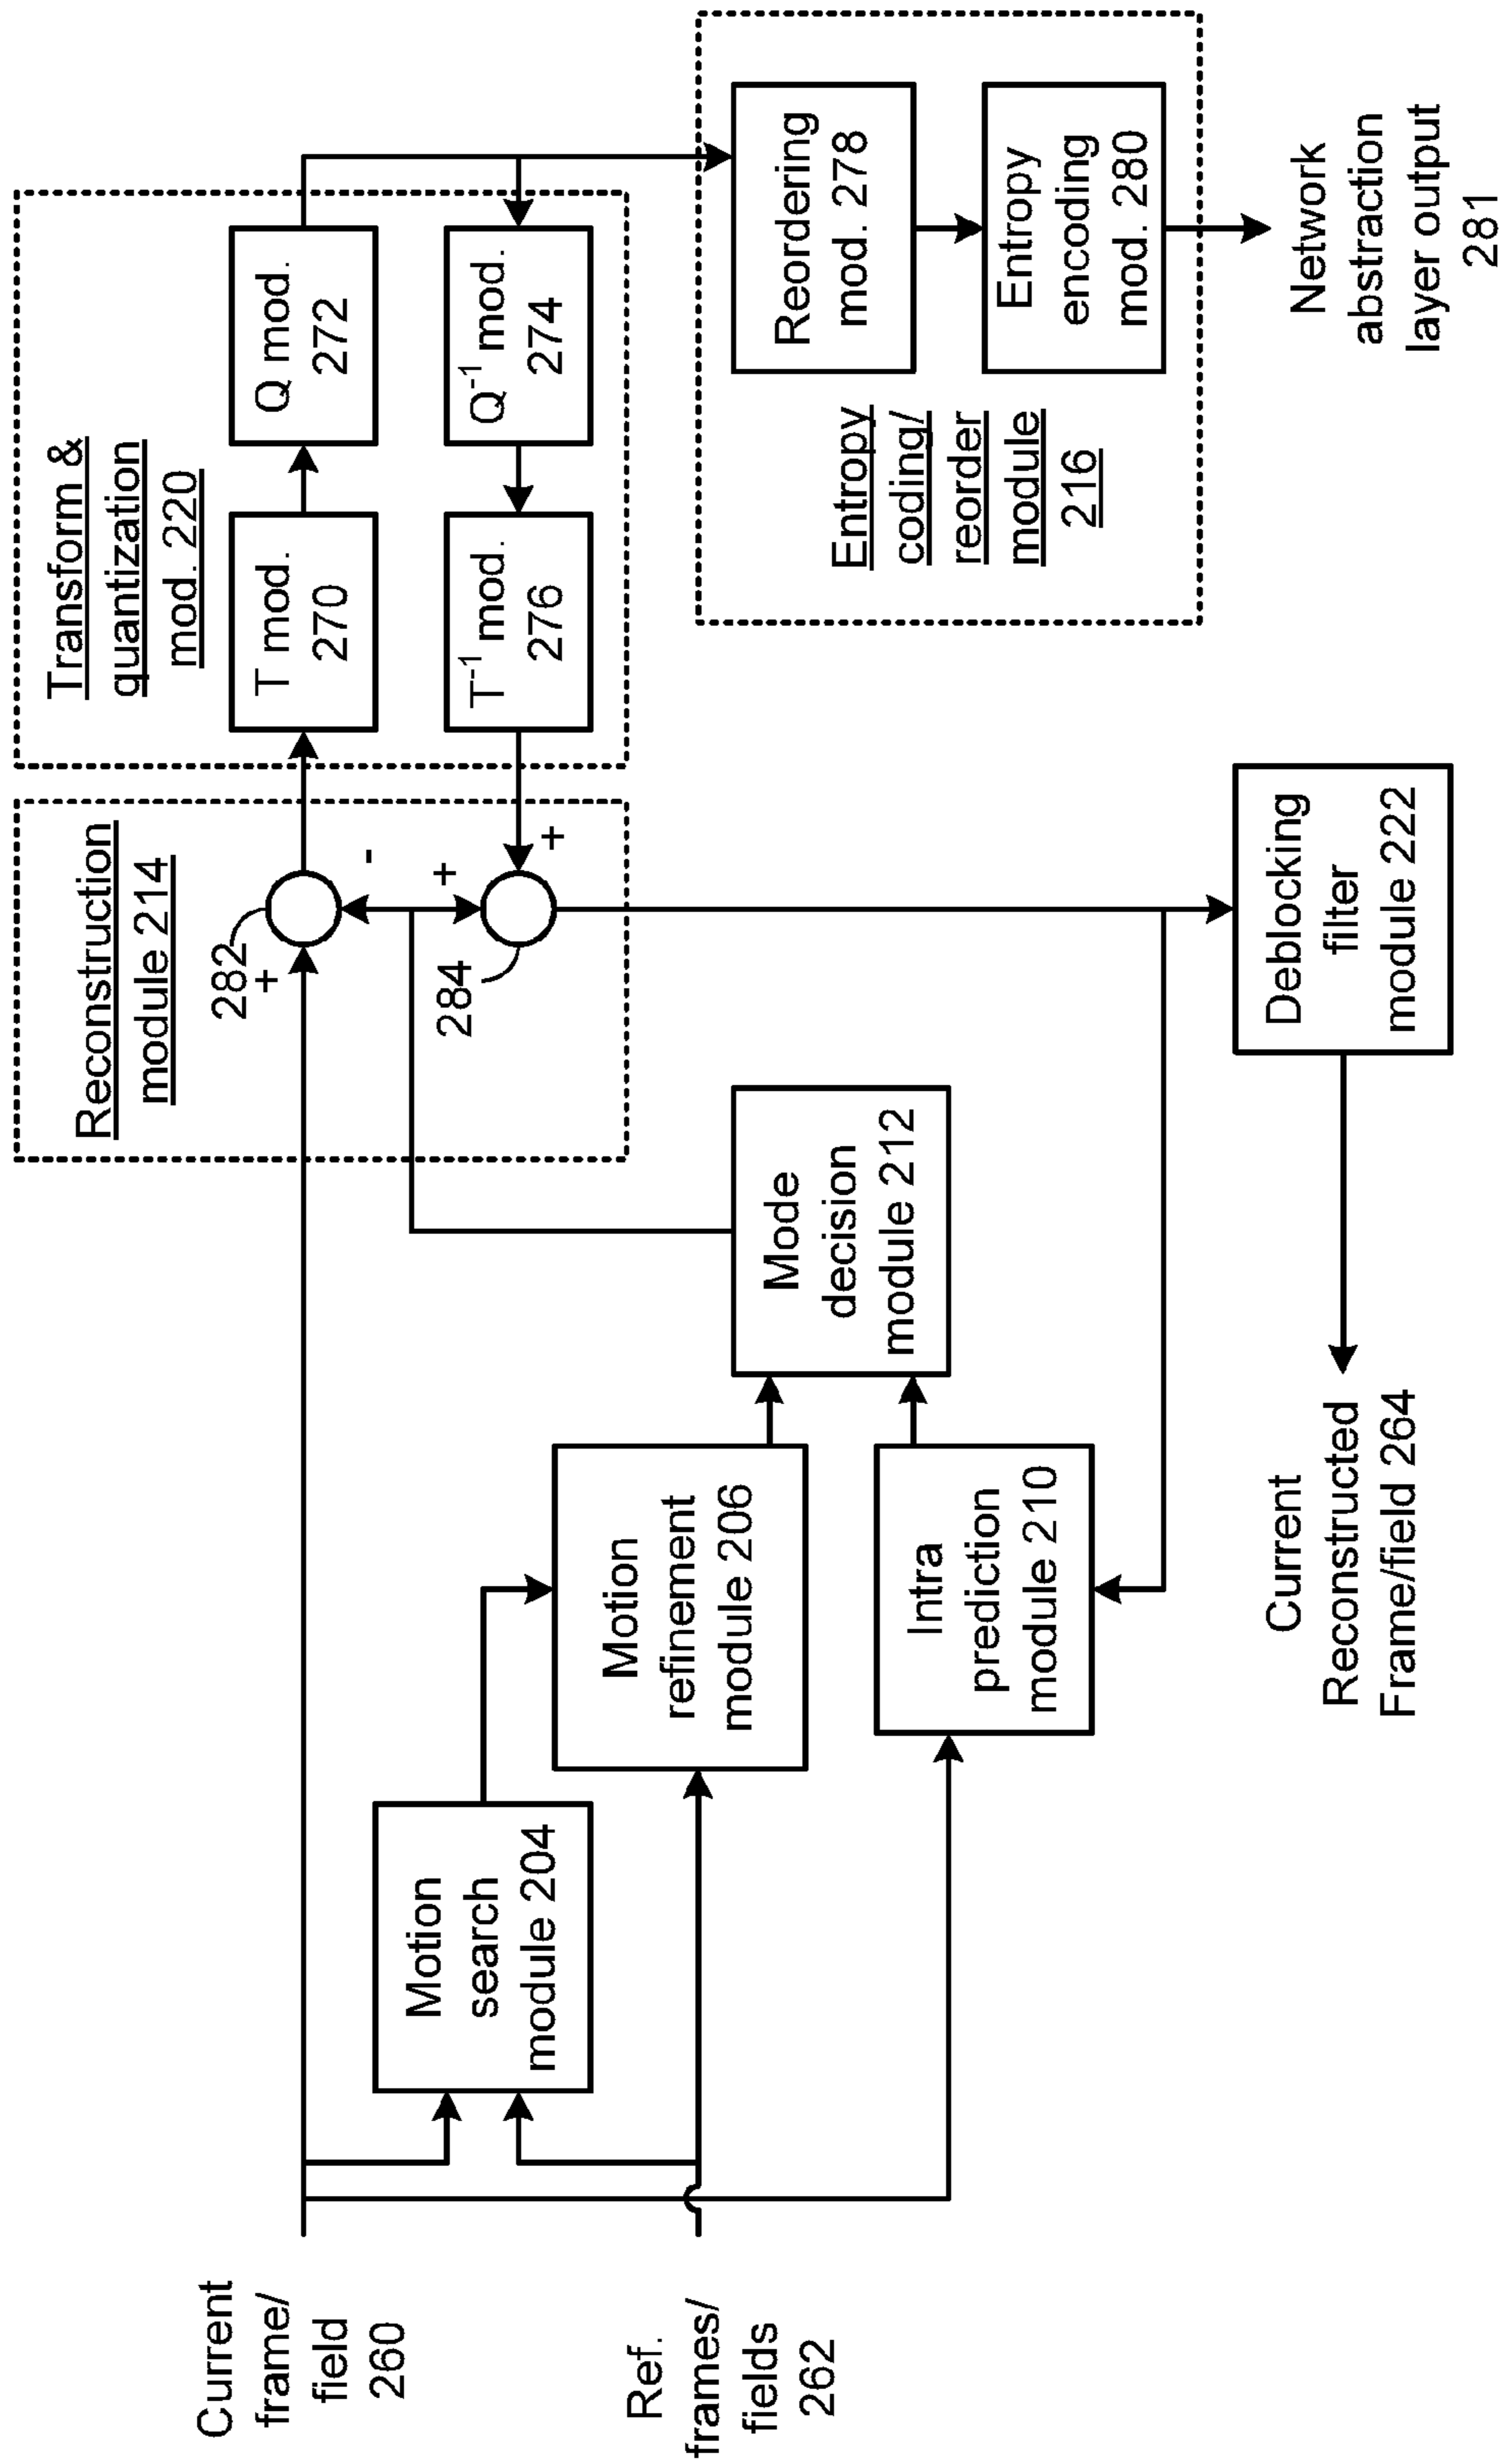 Current
frame/
field
260
Ref.
frames/
fields
262
Motion
search
module 204
Motion
refinement
module 206
Intra
prediction
module 210
Mode
decision
module 212
Reconstruction
module 214
282
+
-
284
+
+
Transform &
quantization
mod. 220
T mod.
270
Q mod.
272
T-1 mod.
276
Q-1 mod.
274
Entropy
coding/
reorder
module
216
Reordering
mod. 278
Entropy
encoding
mod. 280
Network
abstraction
layer output
281
Deblocking
filter
module 222
Current
Reconstructed
Frame/field 264